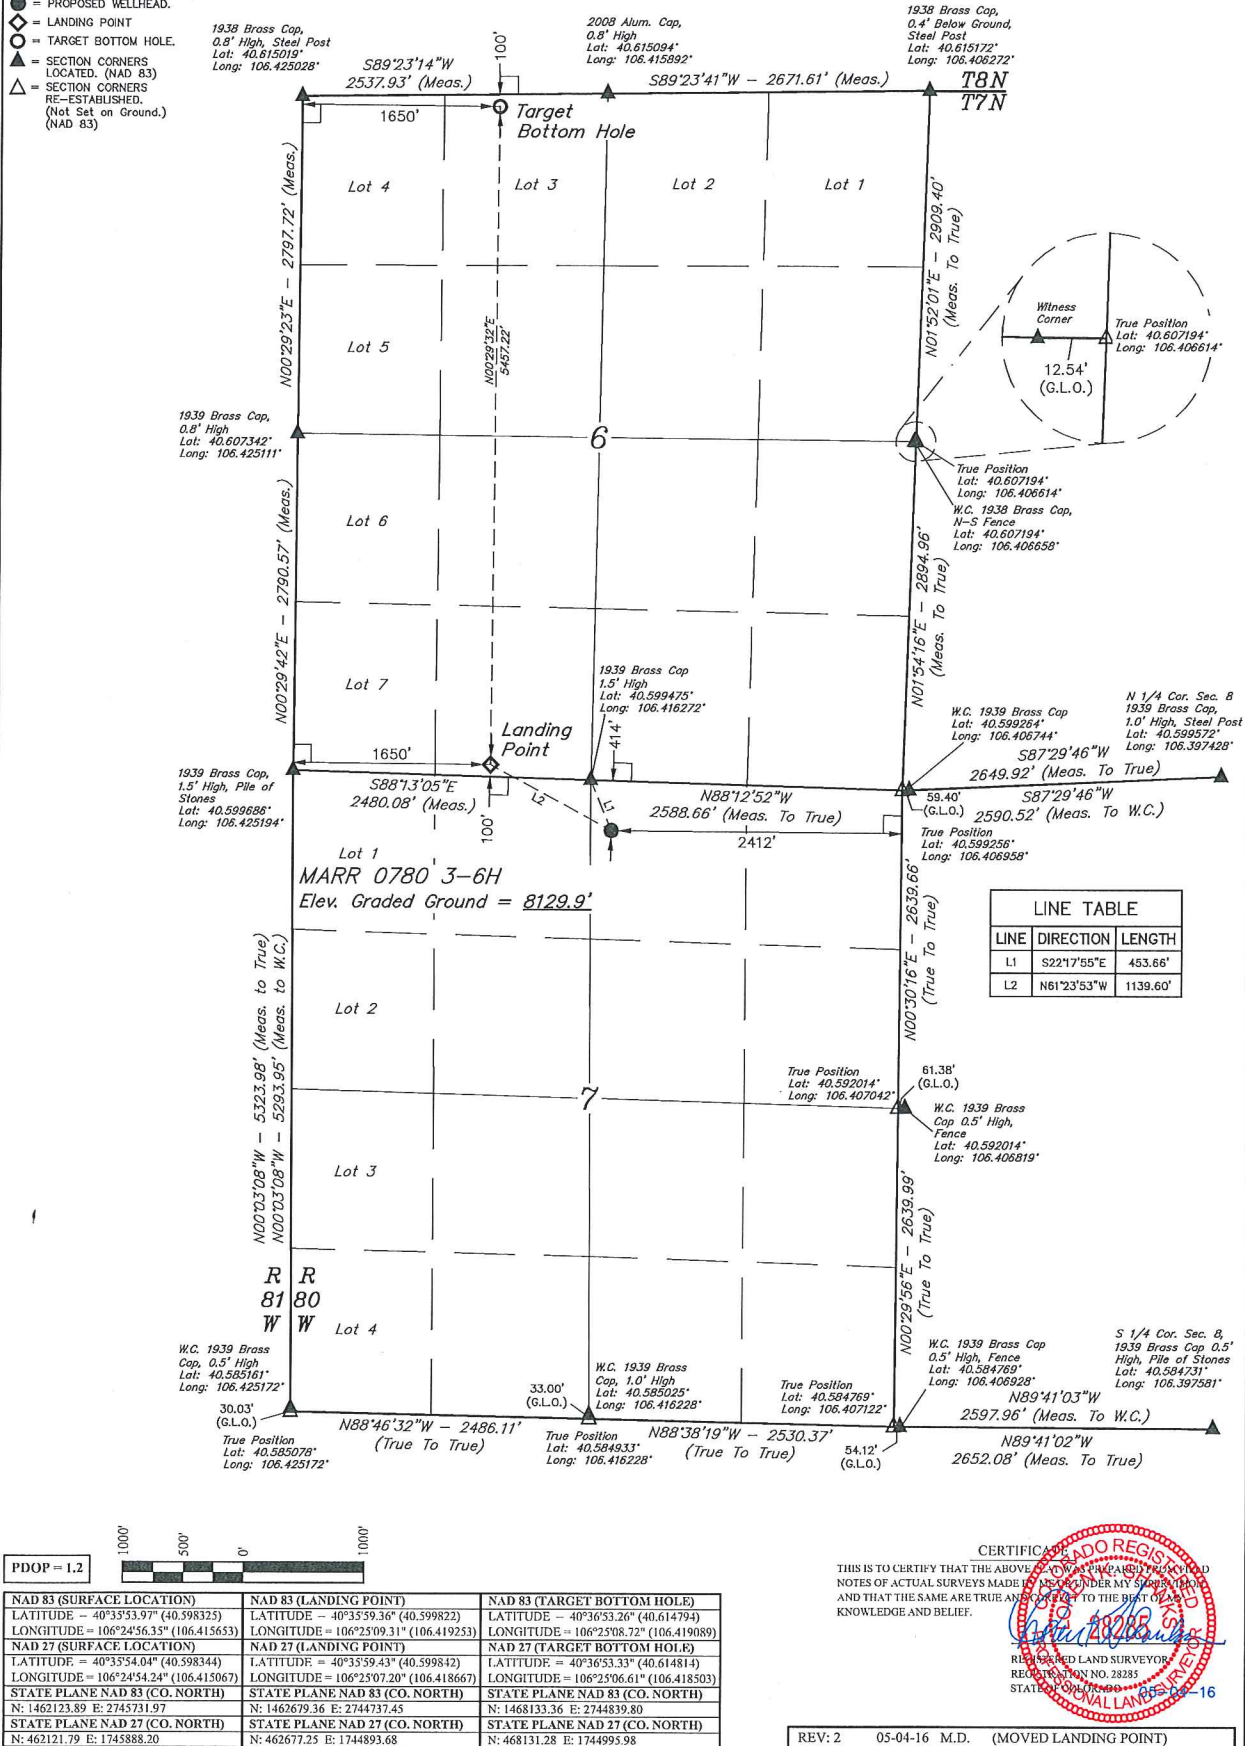 = PROPOSED WELLHEAD.
= LANDING POINT
= TARGET BOTTOM HOLE.
= SECTION CORNERS
LOCATED. (NAD 83)
= SECTION CORNERS
RE-ESTABLISHED.
(Not Set on Ground.)
(NAD 83)
1938 Brass Cap,
0.8' High, Steel Post
Lat: 40.615019°
Long: 106.425028°
S89°23'14"W
2537.93' (Meas.)
100'
2008 Alum. Cap,
0.8' High
Lat: 40.615094°
Long: 106.415892°
S89°23'41"W - 2671.61' (Meas.)
1938 Brass Cap,
0.4' Below Ground,
Steel Post
Lat: 40.615172°
Long: 106.406272°
T8N
T7N
1650'
Target
Bottom Hole
Lot 4
Lot 3
Lot 2
Lot 1
N00°29'23"E - 2797.72' (Meas.)
N01°52'01"E - 2909.40'
(Meas. To True)
Witness
Corner
True Position
Lat: 40.607194°
Long: 106.406614°
12.54'
(G.L.O.)
Lot 5
N00°29'32"E
5457.22'
1939 Brass Cap,
0.8' High
Lat: 40.607342°
Long: 106.425111°
6
True Position
Lat: 40.607194°
Long: 106.406614°
W.C. 1938 Brass Cap,
N-S Fence
Lat: 40.607194°
Long: 106.406658°
Lot 6
N00°29'42"E - 2790.57' (Meas.)
N01°54'16"E - 2894.96'
(Meas. To True)
Lot 7
1939 Brass Cap
1.5' High
Lat: 40.599475°
Long: 106.416272°
Landing
Point
1650'
414'
W.C. 1939 Brass Cap
Lat: 40.599264°
Long: 106.406744°
N 1/4 Cor. Sec. 8
1939 Brass Cap,
1.0' High, Steel Post
Lat: 40.599572°
Long: 106.397428°
S87°29'46"W
2649.92' (Meas. To True)
1939 Brass Cap,
1.5' High, Pile of
Stones
Lat: 40.599686°
Long: 106.425194°
S88°13'05"E
2480.08' (Meas.)
L2
L1
N88°12'52"W
2588.66' (Meas. To True)
59.40'
(G.L.O.)
S87°29'46"W
2590.52' (Meas. To W.C.)
100'
2412'
True Position
Lat: 40.599256°
Long: 106.406958°
Lot 1
MARR 0780 3-6H
Elev. Graded Ground = 8129.9'
LINE TABLE
LINE DIRECTION LENGTH
L1 S22°17'55"E 453.66'
L2 N61°23'53"W 1139.60'
N00°03'08"W - 5323.98' (Meas. to True)
N00°03'08"W - 5293.95' (Meas. to W.C.)
N00°30'16"E - 2639.66'
(True To True)
Lot 2
True Position
Lat: 40.592014°
Long: 106.407042°
61.38'
(G.L.O.)
7
W.C. 1939 Brass
Cap 0.5' High,
Fence
Lat: 40.592014°
Long: 106.406819°
Lot 3
N00°29'56"E - 2639.99'
(True To True)
R R
81 80
W W
Lot 4
W.C. 1939 Brass
Cap, 0.5' High
Lat: 40.585161°
Long: 106.425172°
30.03'
(G.L.O.)
True Position
Lat: 40.585078°
Long: 106.425172°
N88°46'32"W - 2486.11'
(True To True)
33.00'
(G.L.O.)
W.C. 1939 Brass
Cap, 1.0' High
Lat: 40.585025°
Long: 106.416228°
True Position
Lat: 40.584933°
Long: 106.416228°
N88°38'19"W - 2530.37'
(True To True)
True Position
Lat: 40.584769°
Long: 106.407122°
54.12'
(G.L.O.)
W.C. 1939 Brass Cap
0.5' High, Fence
Lat: 40.584769°
Long: 106.406928°
S 1/4 Cor. Sec. 8,
1939 Brass Cap 0.5'
High, Pile of Stones
Lat: 40.584731°
Long: 106.397581°
N89°41'03"W
2597.96' (Meas. To W.C.)
N89°41'02"W
2652.08' (Meas. To True)
PDOP = 1.2
1000' 500' 0' 1000'
NAD 83 (SURFACE LOCATION) NAD 83 (LANDING POINT) NAD 83 (TARGET BOTTOM HOLE)
LATITUDE = 40°35'53.97" (40.598325) LATITUDE = 40°35'59.36" (40.599822) LATITUDE = 40°36'53.26" (40.614794)
LONGITUDE = 106°24'56.35" (106.415653) LONGITUDE = 106°25'09.31" (106.419253) LONGITUDE = 106°25'08.72" (106.419089)
NAD 27 (SURFACE LOCATION) NAD 27 (LANDING POINT) NAD 27 (TARGET BOTTOM HOLE)
LATITUDE = 40°35'54.04" (40.598344) LATITUDE = 40°35'59.43" (40.599842) LATITUDE = 40°36'53.33" (40.614814)
LONGITUDE = 106°24'54.24" (106.415067) LONGITUDE = 106°25'07.20" (106.418667) LONGITUDE = 106°25'06.61" (106.418503)
STATE PLANE NAD 83 (CO. NORTH) STATE PLANE NAD 83 (CO. NORTH) STATE PLANE NAD 83 (CO. NORTH)
N: 1462123.89 E: 2745731.97 N: 1462679.36 E: 2744737.45 N: 1468133.36 E: 2744839.80
STATE PLANE NAD 27 (CO. NORTH) STATE PLANE NAD 27 (CO. NORTH) STATE PLANE NAD 27 (CO. NORTH)
N: 462121.79 E: 1745888.20 N: 462677.25 E: 1744893.68 N: 468131.28 E: 1744995.98
THIS IS TO CERTIFY THAT THE ABOVE WAS PREPARED FROM
NOTES OF ACTUAL SURVEYS MADE UNDER MY SUPERVISION
AND THAT THE SAME ARE TRUE AND TO THE BEST OF MY
KNOWLEDGE AND BELIEF.
COLORADO REGISTERED
28285
PROFESSIONAL LAND SURVEYOR
REGISTERED LAND SURVEYOR
REGISTRATION NO. 28285
STATE OF COLORADO
05-04-16
REV: 2 05-04-16 M.D. (MOVED LANDING POINT)